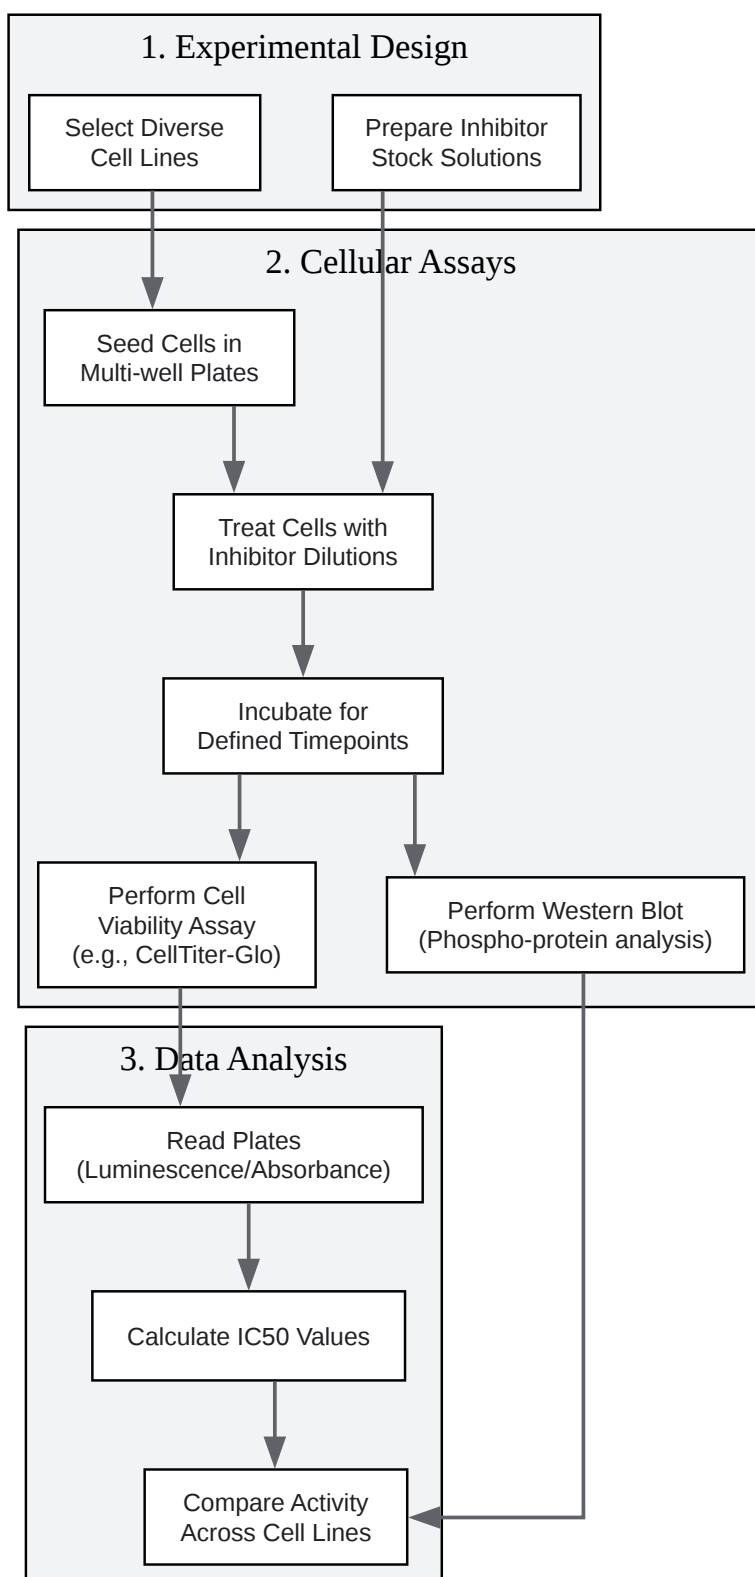 1. Experimental Design
Select Diverse
Cell Lines
Prepare Inhibitor
Stock Solutions
2. Cellular Assays
Seed Cells in
Multi-well Plates
Treat Cells with
Inhibitor Dilutions
Incubate for
Defined Timepoints
Perform Cell
Viability Assay
(e.g., CellTiter-Glo)
Perform Western Blot
(Phospho-protein analysis)
3. Data Analysis
Read Plates
(Luminescence/Absorbance)
Calculate IC50 Values
Compare Activity
Across Cell Lines